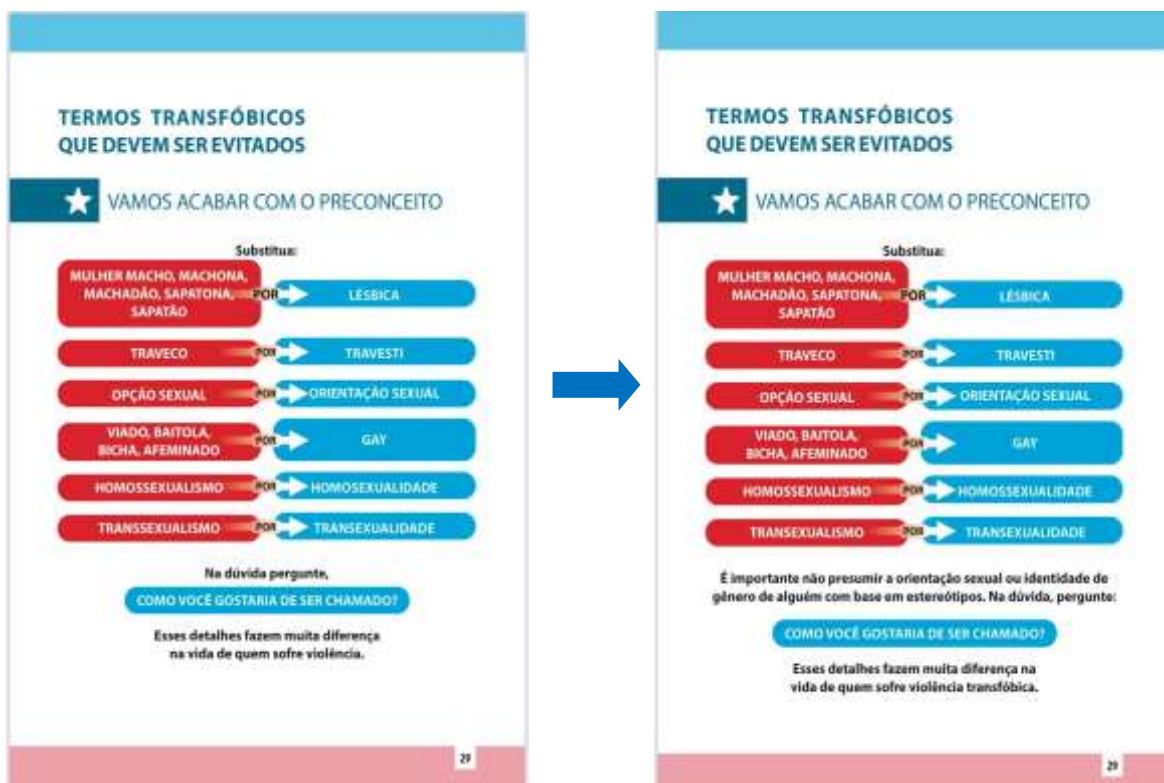 TERMOS TRANSFÓBICOS
QUE DEVEM SER EVITADOS
VAMOS ACABAR COM O PRECONCEITO
Substitua:
MULHER MACHO, MACHONA,
MACHADÃO, SAPATONA,
SAPATÃO
POR
LÉSBICA
TRAVECO POR TRAVESTI
OPÇÃO SEXUAL POR ORIENTAÇÃO SEXUAL
VIADO, BAITOLA,
BICHA, AFEMINADO
POR
GAY
HOMOSSEXUALISMO POR HOMOSEXUALIDADE
TRANSSEXUALISMO POR TRANSEXUALIDADE
Na dúvida pergunte,
COMO VOCÊ GOSTARIA DE SER CHAMADO?
Esses detalhes fazem muita diferença
na vida de quem sofre violência.
29
TERMOS TRANSFÓBICOS
QUE DEVEM SER EVITADOS
VAMOS ACABAR COM O PRECONCEITO
Substitua:
MULHER MACHO, MACHONA,
MACHADÃO, SAPATONA,
SAPATÃO
POR
LÉSBICA
TRAVECO POR TRAVESTI
OPÇÃO SEXUAL POR ORIENTAÇÃO SEXUAL
VIADO, BAITOLA,
BICHA, AFEMINADO
POR
GAY
HOMOSSEXUALISMO POR HOMOSSEXUALIDADE
TRANSEXUALISMO POR TRANSEXUALIDADE
É importante não presumir a orientação sexual ou identidade de
gênero de alguém com base em estereótipos. Na dúvida, pergunte:
COMO VOCÊ GOSTARIA DE SER CHAMADO?
Esses detalhes fazem muita diferença na
vida de quem sofre violência transfóbica.
29